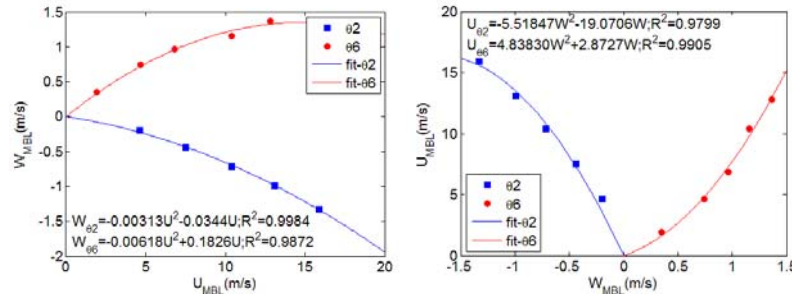 1.5
1
0.5
0
-0.5
-1
-1.5
-2
W_MBL(m/s)
θ2
θ6
fit-θ2
fit-θ6
W_θ2=-0.00313U²-0.0344U;R²=0.9984
W_θ6=-0.00618U²+0.1826U;R²=0.9872
0 5 10 15 20
U_MBL(m/s)
U_θ2=-5.51847W²-19.0706W;R²=0.9799
U_θ6=4.83830W²+2.8727W;R²=0.9905
20
15
10
5
0
U_MBL(m/s)
θ2
θ6
fit-θ2
fit-θ6
-1.5 -1 -0.5 0 0.5 1 1.5
W_MBL(m/s)